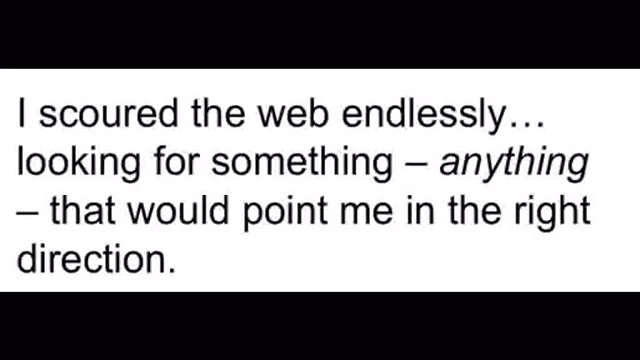 I scoured the web endlessly…
looking for something – anything
– that would point me in the right
direction.